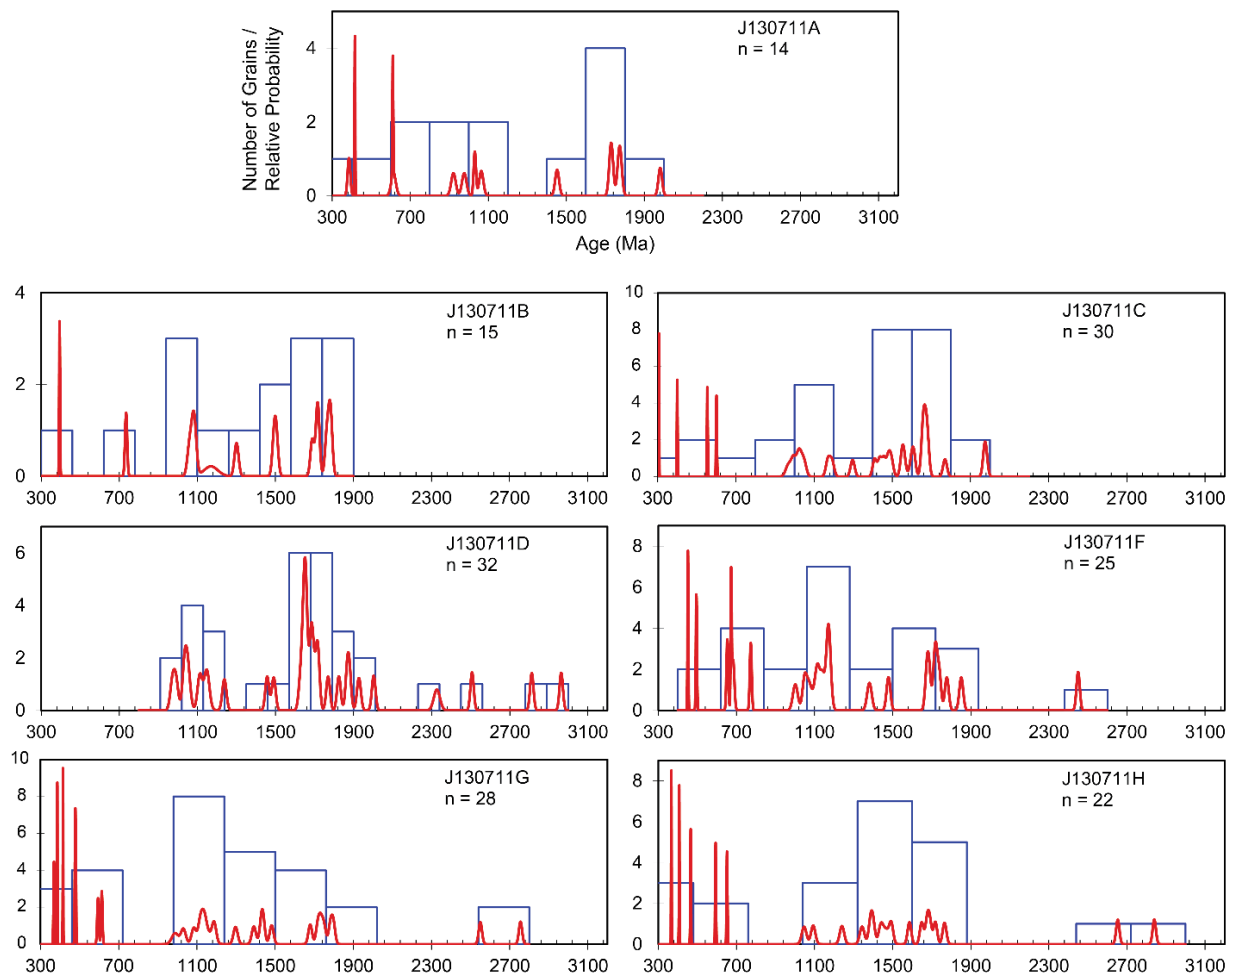 Number of Grains /
Relative Probability
J130711A
n = 14
4
2
0
300 700 1100 1500 1900 2300 2700 3100
Age (Ma)
J130711B
n = 15
4
2
0
300 700 1100 1500 1900 2300 2700 3100
J130711C
n = 30
10
8
6
4
2
0
300 700 1100 1500 1900 2300 2700 3100
J130711D
n = 32
6
4
2
0
300 700 1100 1500 1900 2300 2700 3100
J130711F
n = 25
8
6
4
2
0
300 700 1100 1500 1900 2300 2700 3100
J130711G
n = 28
10
8
6
4
2
0
300 700 1100 1500 1900 2300 2700 3100
J130711H
n = 22
8
6
4
2
0
300 700 1100 1500 1900 2300 2700 3100